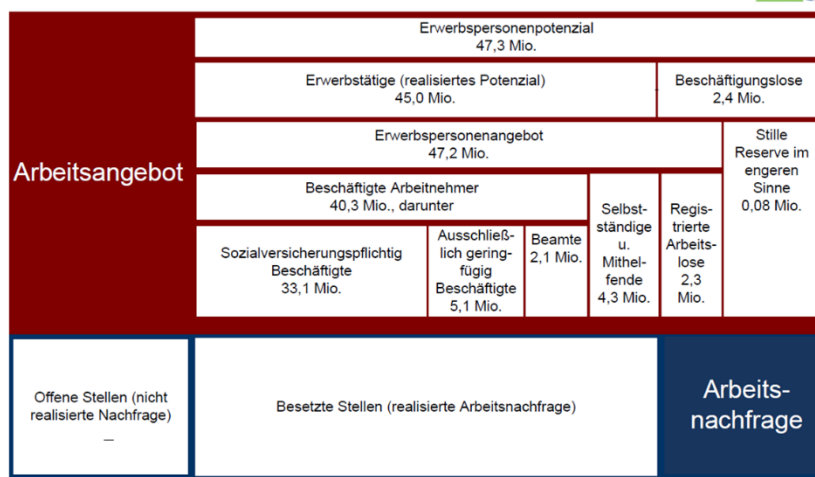 Erwerbspersonenpotenzial
47,3 Mio.
Erwerbstätige (realisiertes Potenzial)
45,0 Mio.
Beschäftigungslose
2,4 Mio.
Arbeitsangebot
Erwerbspersonenangebot
47,2 Mio.
Stille
Reserve im
engeren
Sinne
0,08 Mio.
Beschäftigte Arbeitnehmer
40,3 Mio., darunter
Selbst-
ständige
u.
Mithel-
fende
4,3 Mio.
Regis-
trierte
Arbeits-
lose
2,3
Mio.
Sozialversicherungspflichtig
Beschäftigte
33,1 Mio.
Ausschließ-
lich gering-
fügig
Beschäftigte
5,1 Mio.
Beamte
2,1 Mio.
Offene Stellen (nicht
realisierte Nachfrage)
—
Besetzte Stellen (realisierte Arbeitsnachfrage)
Arbeits-
nachfrage